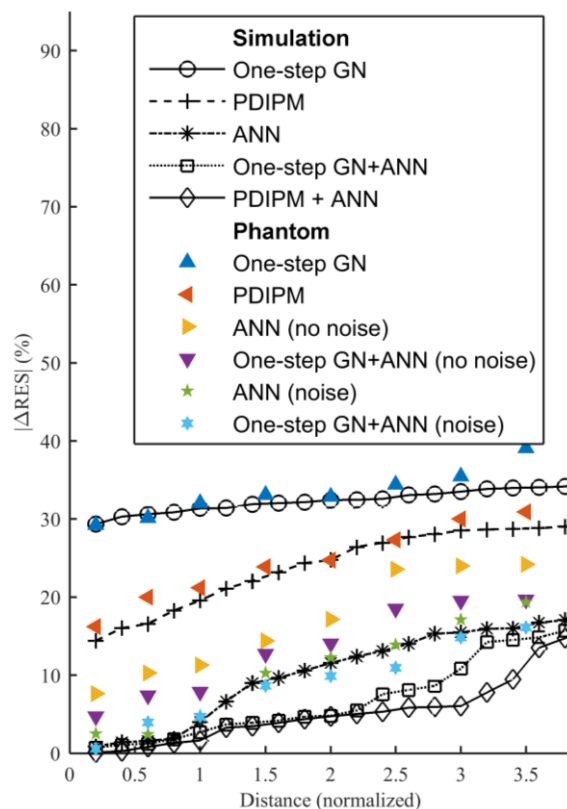 Simulation
One-step GN
PDIPM
ANN
One-step GN+ANN
PDIPM + ANN
Phantom
One-step GN
PDIPM
ANN (no noise)
One-step GN+ANN (no noise)
ANN (noise)
One-step GN+ANN (noise)
|ΔRES| (%)
90
80
70
60
50
40
30
20
10
0
0 0.5 1.0 1.5 2.0 2.5 3.0 3.5
Distance (normalized)